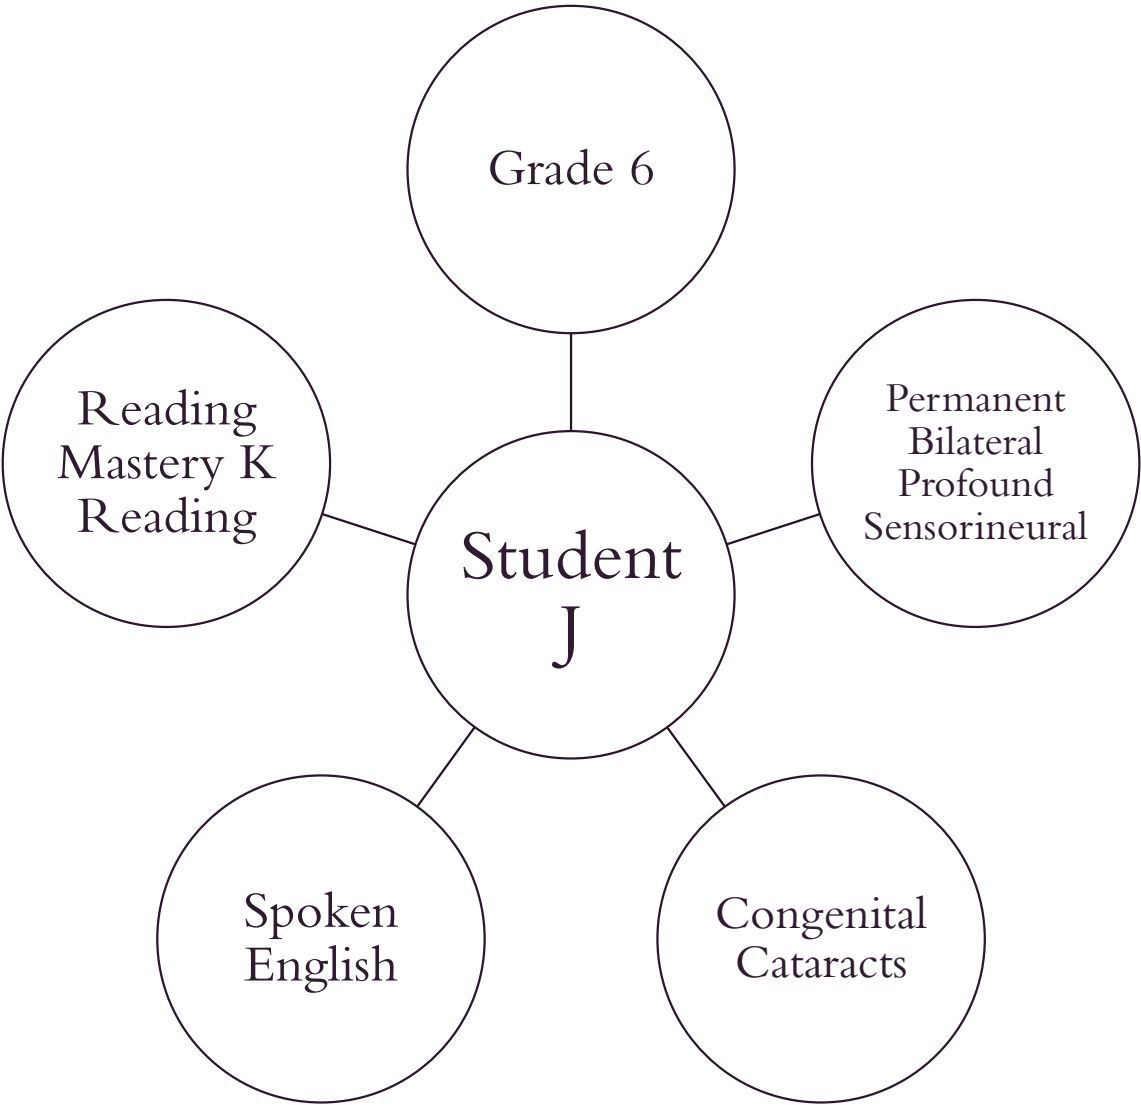 Grade 6
Reading
Mastery K
Reading
Permanent
Bilateral
Profound
Sensorineural
Student
J
Spoken
English
Congenital
Cataracts